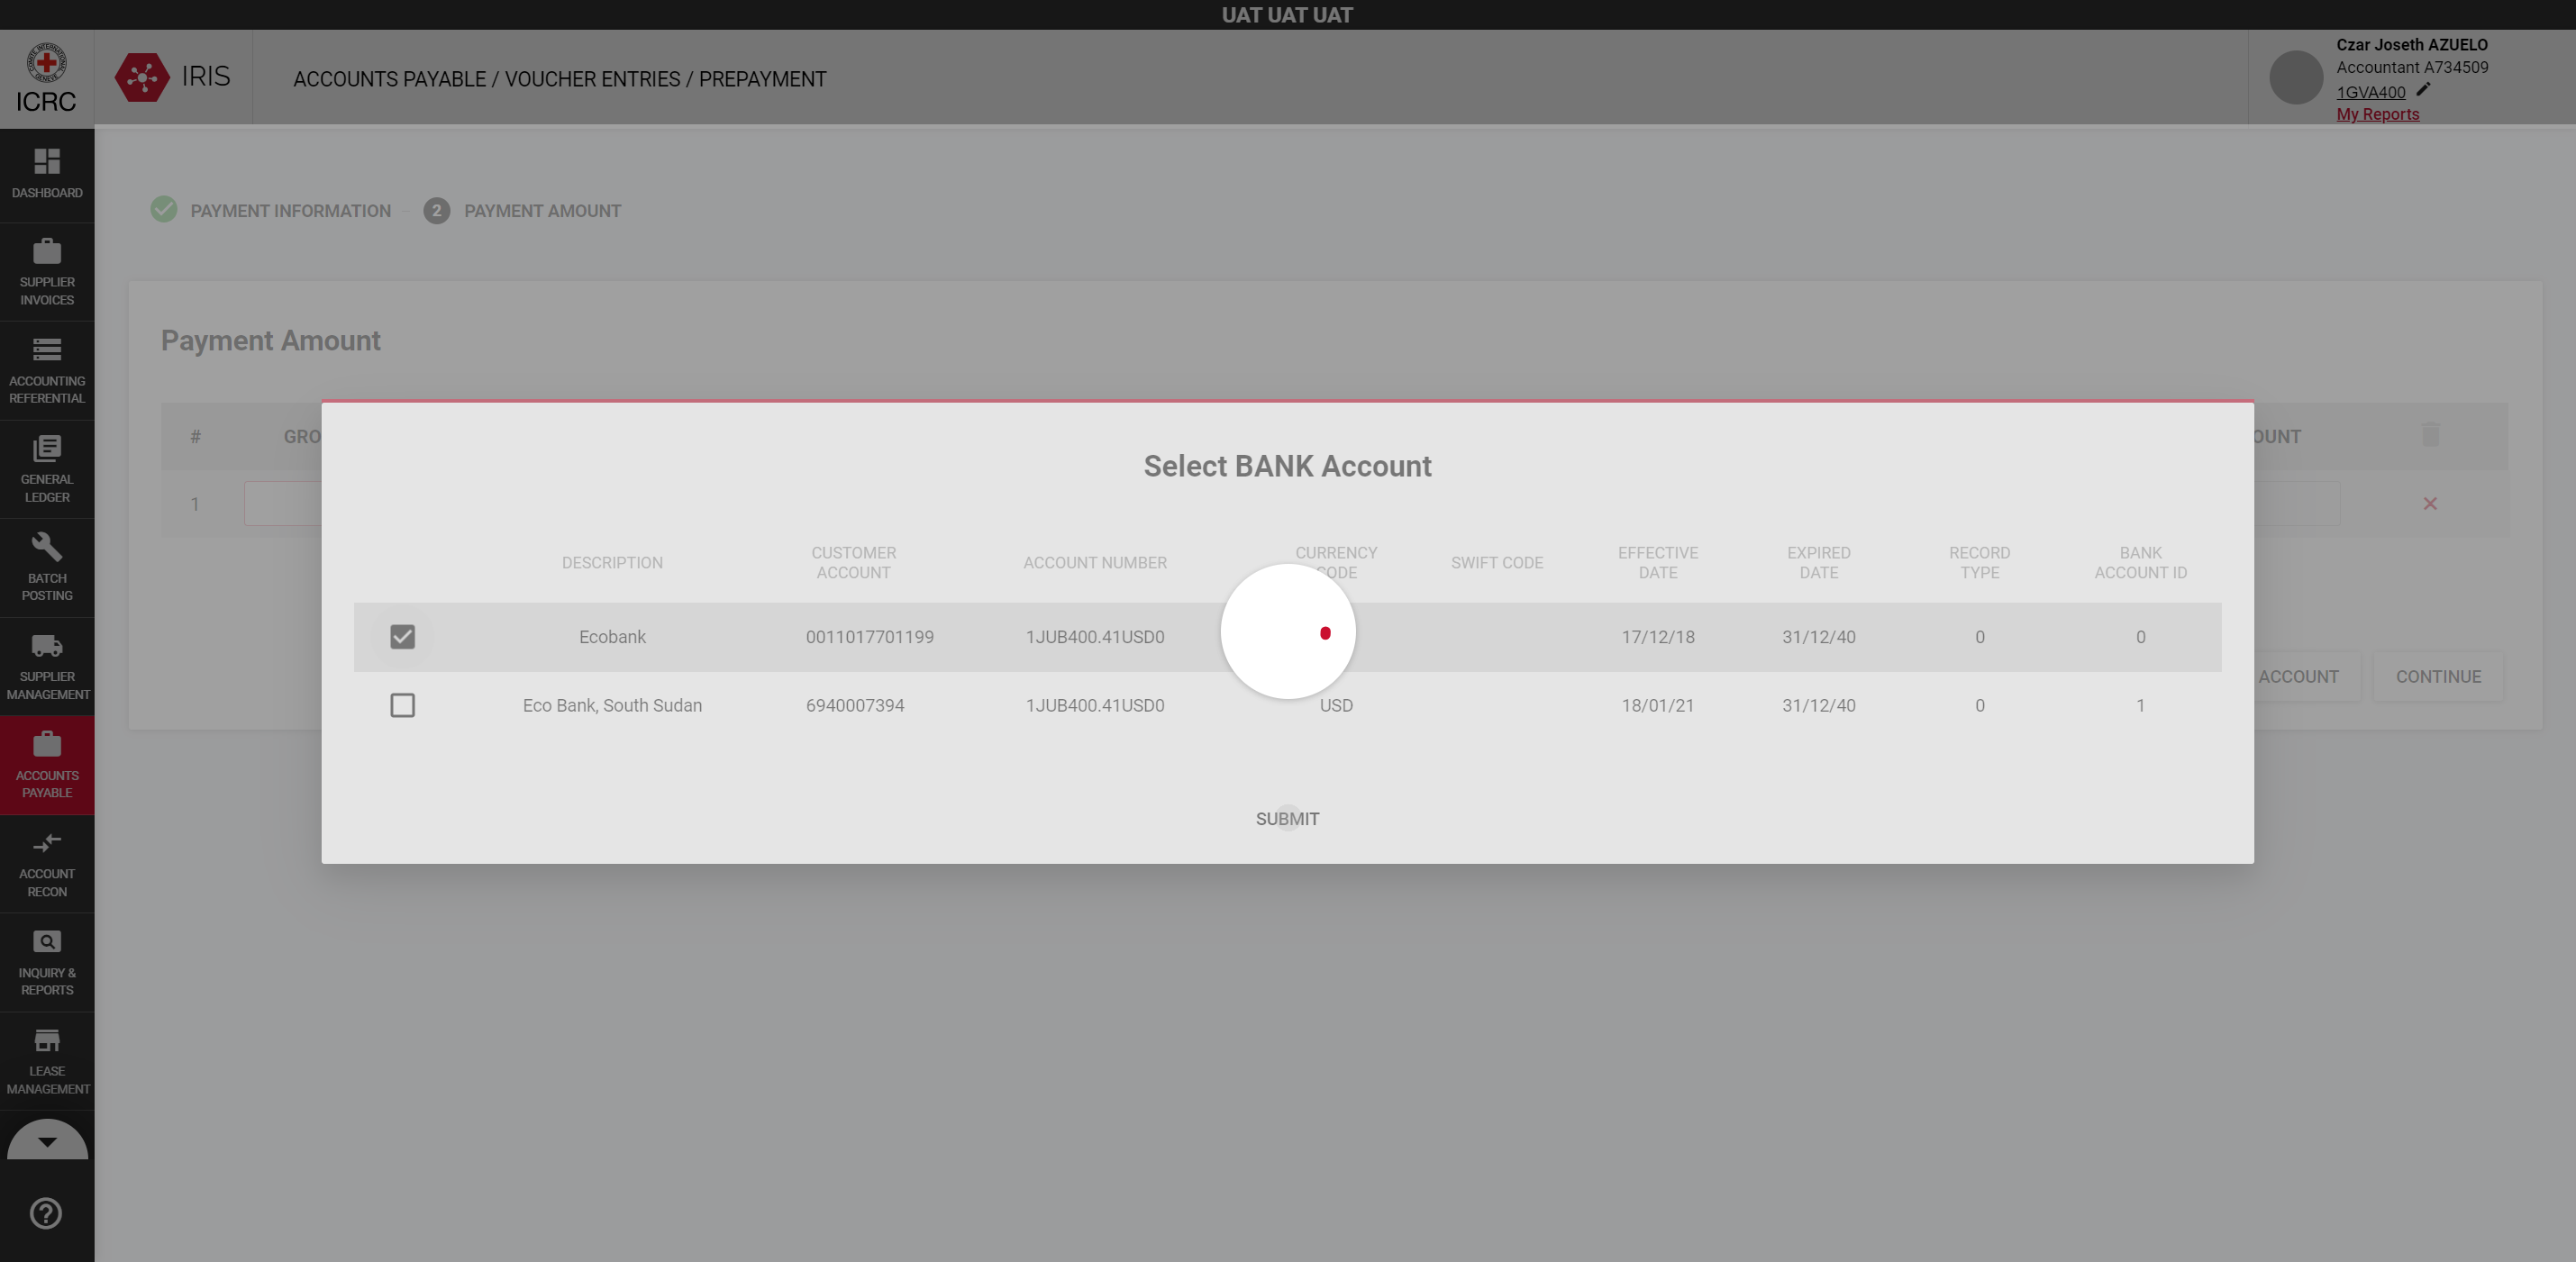 UAT UAT UAT
ICRC
IRIS
ACCOUNTS PAYABLE / VOUCHER ENTRIES / PREPAYMENT
Czar Joseth AZUELO
Accountant A734509
1GVA400
My Reports
DASHBOARD
SUPPLIER
INVOICES
ACCOUNTING
REFERENTIAL
GENERAL
LEDGER
BATCH
POSTING
SUPPLIER
MANAGEMENT
ACCOUNTS
PAYABLE
ACCOUNT
RECON
INQUIRY &
REPORTS
LEASE
MANAGEMENT
PAYMENT INFORMATION 2 PAYMENT AMOUNT
Payment Amount
# GRO OUNT
1
Select BANK Account
DESCRIPTION CUSTOMER ACCOUNT ACCOUNT NUMBER CURRENCY CODE SWIFT CODE EFFECTIVE DATE EXPIRED DATE RECORD TYPE BANK ACCOUNT ID
Ecobank 0011017701199 1JUB400.41USD0 17/12/18 31/12/40 0 0
Eco Bank, South Sudan 6940007394 1JUB400.41USD0 USD 18/01/21 31/12/40 0 1
SUBMIT
ACCOUNT CONTINUE